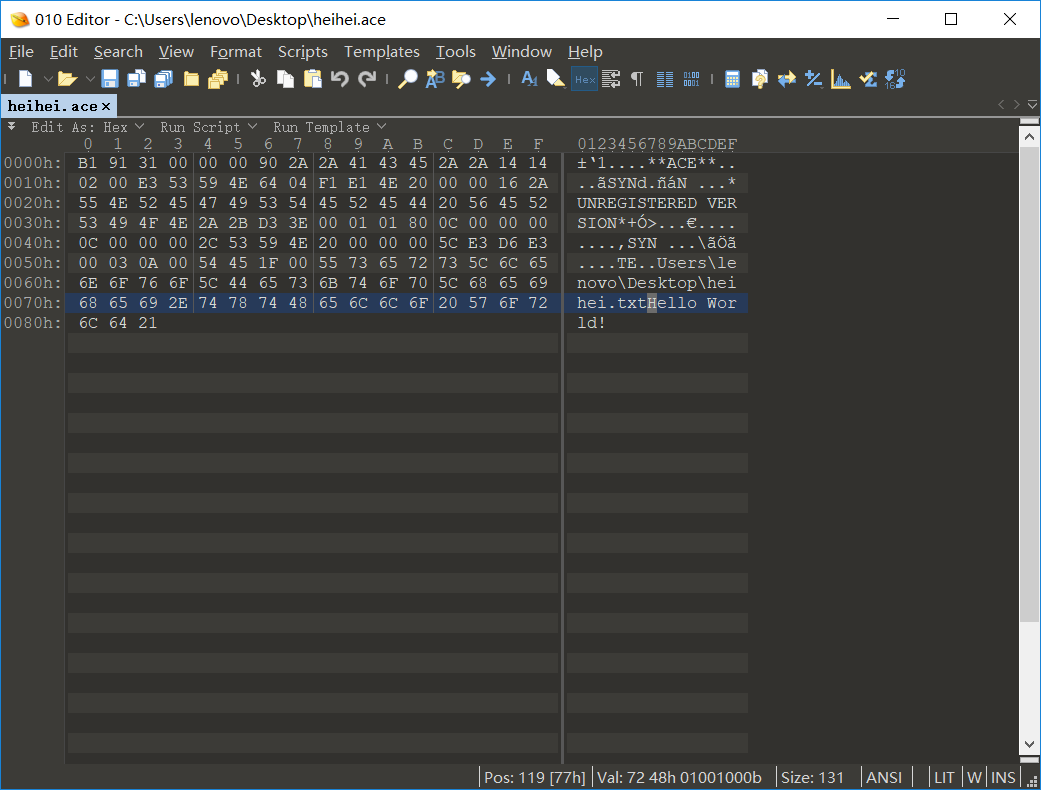 010 Editor - C:\Users\lenovo\Desktop\heihei.ace
File Edit Search View Format Scripts Templates Tools Window Help
heihei.ace ×
Edit As: Hex Run Script Run Template
0 1 2 3 4 5 6 7 8 9 A B C D E F 0123456789ABCDEF
0000h: B1 91 31 00 00 00 90 2A 2A 41 43 45 2A 2A 14 14 ±‘1....**ACE**..
0010h: 02 00 E3 53 59 4E 64 04 F1 E1 4E 20 00 00 16 2A ..ãSYNd.ñáN ...*
0020h: 55 4E 52 45 47 49 53 54 45 52 45 44 20 56 45 52 UNREGISTERED VER
0030h: 53 49 4F 4E 2A 2B D3 3E 00 01 01 80 0C 00 00 00 SION*+Ó>...€....
0040h: 0C 00 00 00 2C 53 59 4E 20 00 00 00 5C E3 D6 E3 ....,SYN ...\ãÖã
0050h: 00 03 0A 00 54 45 1F 00 55 73 65 72 73 5C 6C 65 ....TE..Users\le
0060h: 6E 6F 76 6F 5C 44 65 73 6B 74 6F 70 5C 68 65 69 novo\Desktop\hei
0070h: 68 65 69 2E 74 78 74 48 65 6C 6C 6F 20 57 6F 72 hei.txtHello Wor
0080h: 6C 64 21 ld!
Pos: 119 [77h] Val: 72 48h 01001000b Size: 131 ANSI LIT W INS